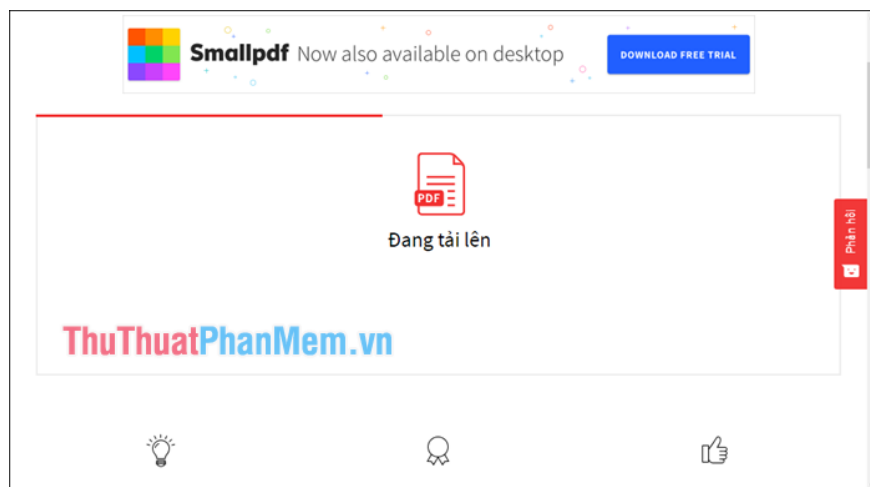 Smallpdf Now also available on desktop
DOWNLOAD FREE TRIAL
PDF
Đang tải lên
Phản hồi
ThuThuatPhanMem.vn